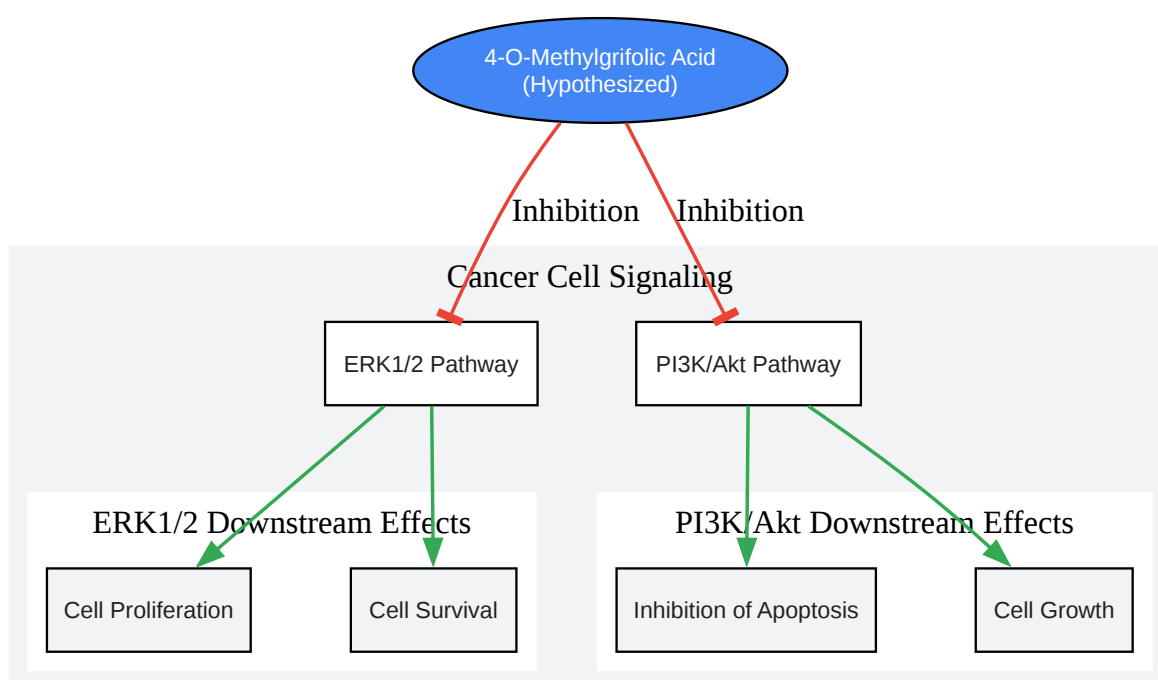 4-O-Methylgrifolic Acid
(Hypothesized)
Inhibition
Inhibition
Cancer Cell Signaling
ERK1/2 Pathway
PI3K/Akt Pathway
ERK1/2 Downstream Effects
PI3K/Akt Downstream Effects
Cell Proliferation
Cell Survival
Inhibition of Apoptosis
Cell Growth